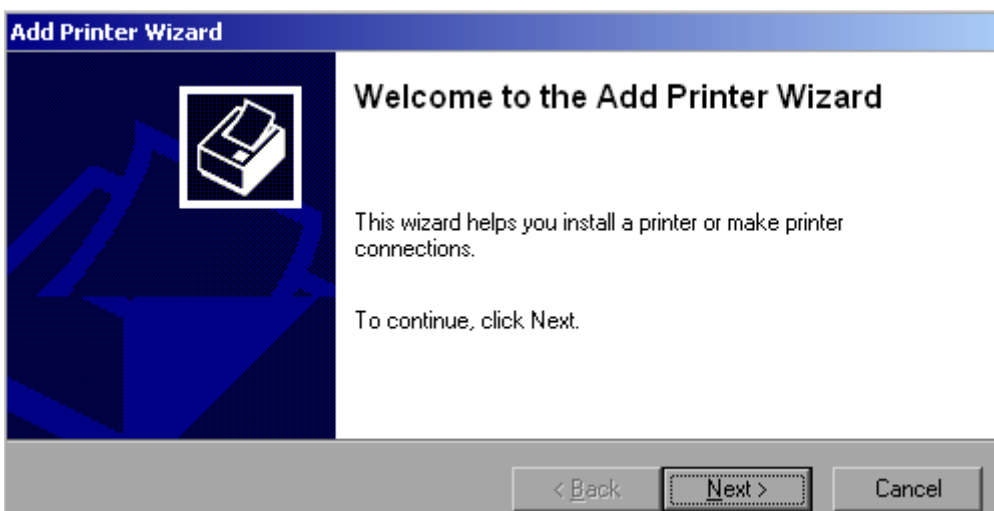 Add Printer Wizard
Welcome to the Add Printer Wizard
This wizard helps you install a printer or make printer
connections.
To continue, click Next.
< Back
Next >
Cancel